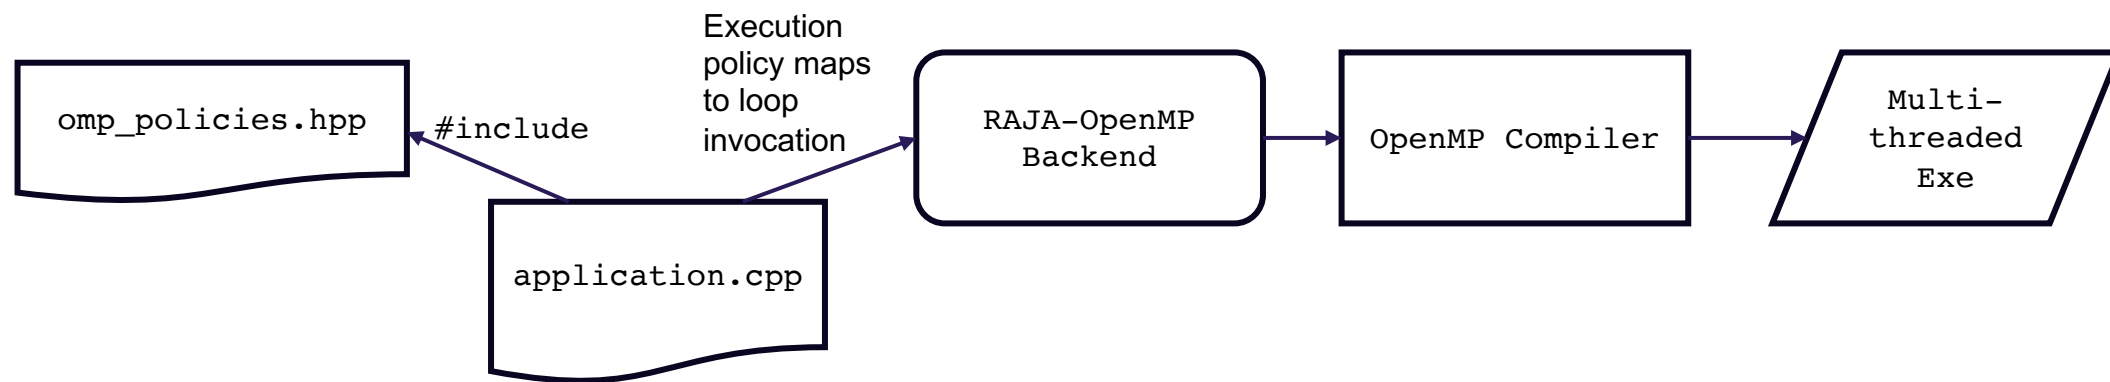 omp_policies.hpp
#include
application.cpp
Execution
policy maps
to loop
invocation
RAJA-OpenMP
Backend
OpenMP Compiler
Multi-
threaded
Exe